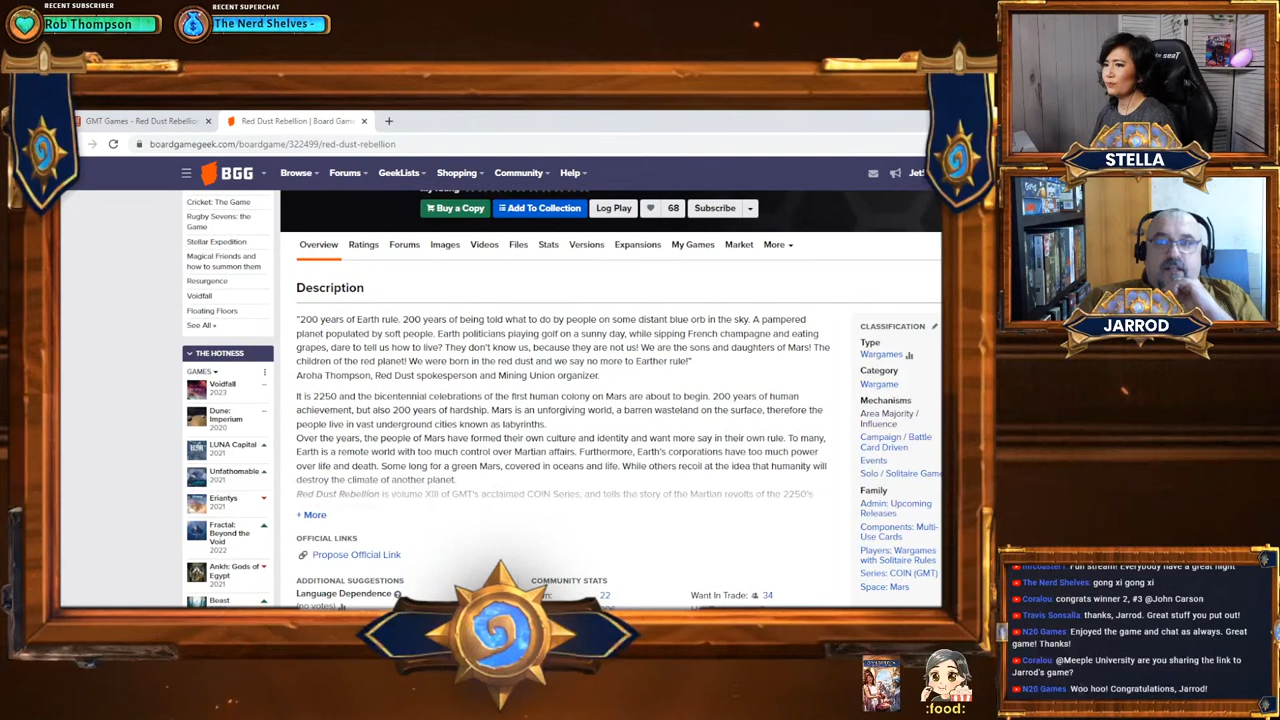 RECENT SUBSCRIBER
Rob Thompson
RECENT SUPERCHAT
The Nerd Shelves -
GMT Games - Red Dust Rebellio
Red Dust Rebellion | Board Game
boardgamegeek.com/boardgame/322499/red-dust-rebellion
BGG
Browse
Forums
GeekLists
Shopping
Community
Help
Buy a Copy
Add To Collection
Log Play
68
Subscribe
Overview
Ratings
Forums
Images
Videos
Files
Stats
Versions
Expansions
My Games
Market
More
Cricket: The Game
Rugby Sevens: the
Game
Stellar Expedition
Magical Friends and
how to summon them
Resurgence
Voidfall
Floating Floors
See All »
THE HOTNESS
GAMES
Voidfall
2023
Dune:
Imperium
2020
LUNA Capital
2021
Unfathomable
2021
Eriantys
2021
Fractal:
Beyond the
Void
2022
Ankh: Gods of
Egypt
2021
Beast
Description
"200 years of Earth rule. 200 years of being told what to do by people on some distant blue orb in the sky. A pampered
planet populated by soft people. Earth politicians playing golf on a sunny day, while sipping French champagne and eating
grapes, dare to tell us how to live? They don't know us, because they are not us! We are the sons and daughters of Mars! The
children of the red planet! We were born in the red dust and we say no more to Earther rule!"
Aroha Thompson, Red Dust spokesperson and Mining Union organizer.
It is 2250 and the bicentennial celebrations of the first human colony on Mars are about to begin. 200 years of human
achievement, but also 200 years of hardship. Mars is an unforgiving world, a barren wasteland on the surface, therefore the
people live in vast underground cities known as labyrinths.
Over the years, the people of Mars have formed their own culture and identity and want more say in their own rule. To many,
Earth is a remote world with too much control over Martian affairs. Furthermore, Earth's corporations have too much power
over life and death. Some long for a green Mars, covered in oceans and life. While others recoil at the idea that humanity will
destroy the climate of another planet.
Red Dust Rebellion is volume XIII of GMT's acclaimed COIN Series, and tells the story of the Martian revolts of the 2250's
+ More
OFFICIAL LINKS
Propose Official Link
ADDITIONAL SUGGESTIONS
Language Dependence
(no votes)
COMMUNITY STATS
22
Want In Trade:
34
CLASSIFICATION
Type
Wargames
Category
Wargame
Mechanisms
Area Majority /
Influence
Campaign / Battle
Card Driven
Events
Solo / Solitaire Game
Family
Admin: Upcoming
Releases
Components: Multi-
Use Cards
Players: Wargames
with Solitaire Rules
Series: COIN (GMT)
Space: Mars
STELLA
JARROD
Fun stream! Everybody have a great night
The Nerd Shelves: gong xi gong xi
Coralou: congrats winner 2, #3 @John Carson
Travis Sonsalla: thanks, Jarrod. Great stuff you put out!
N20 Games: Enjoyed the game and chat as always. Great
game! Thanks!
Coralou: @Meeple University are you sharing the link to
Jarrod's game?
N20 Games: Woo hoo! Congratulations, Jarrod!
:food: